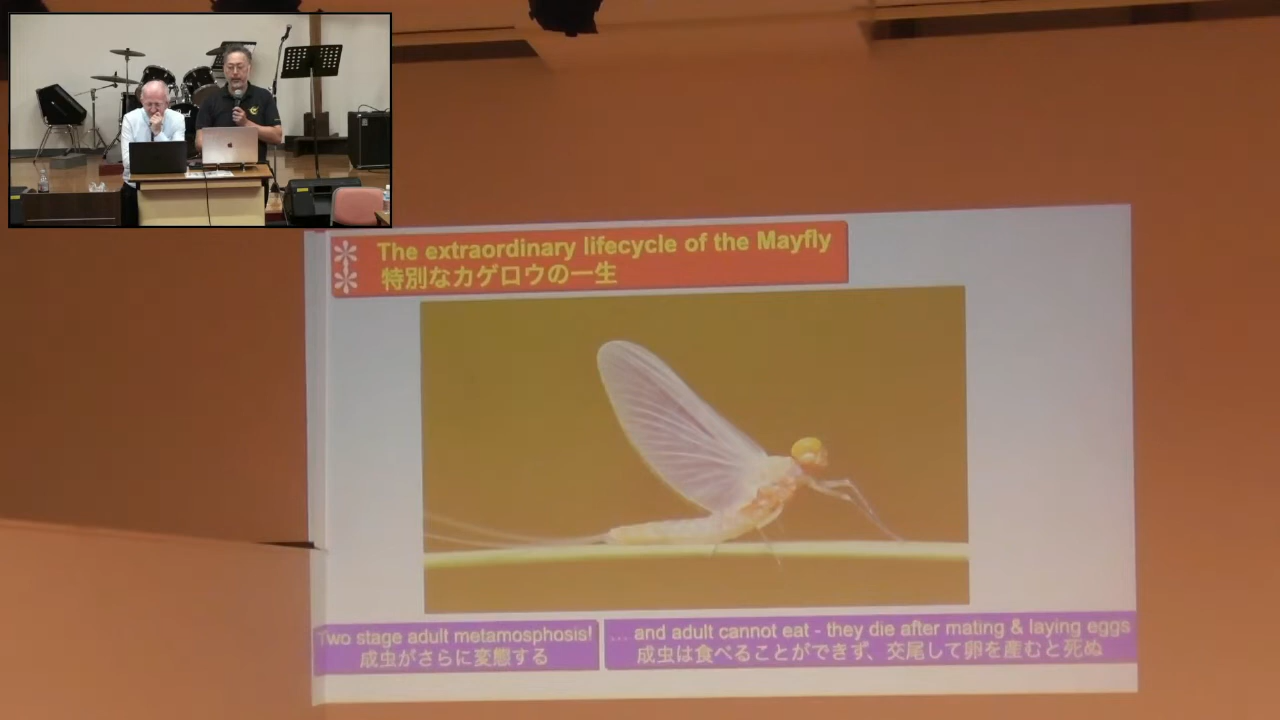 The extraordinary lifecycle of the Mayfly
特別なカゲロウの一生
Two stage adult metamosphosis!
成虫がさらに変態する
... and adult cannot eat - they die after mating & laying eggs
成虫は食べることができず、交尾して卵を産むと死ぬ